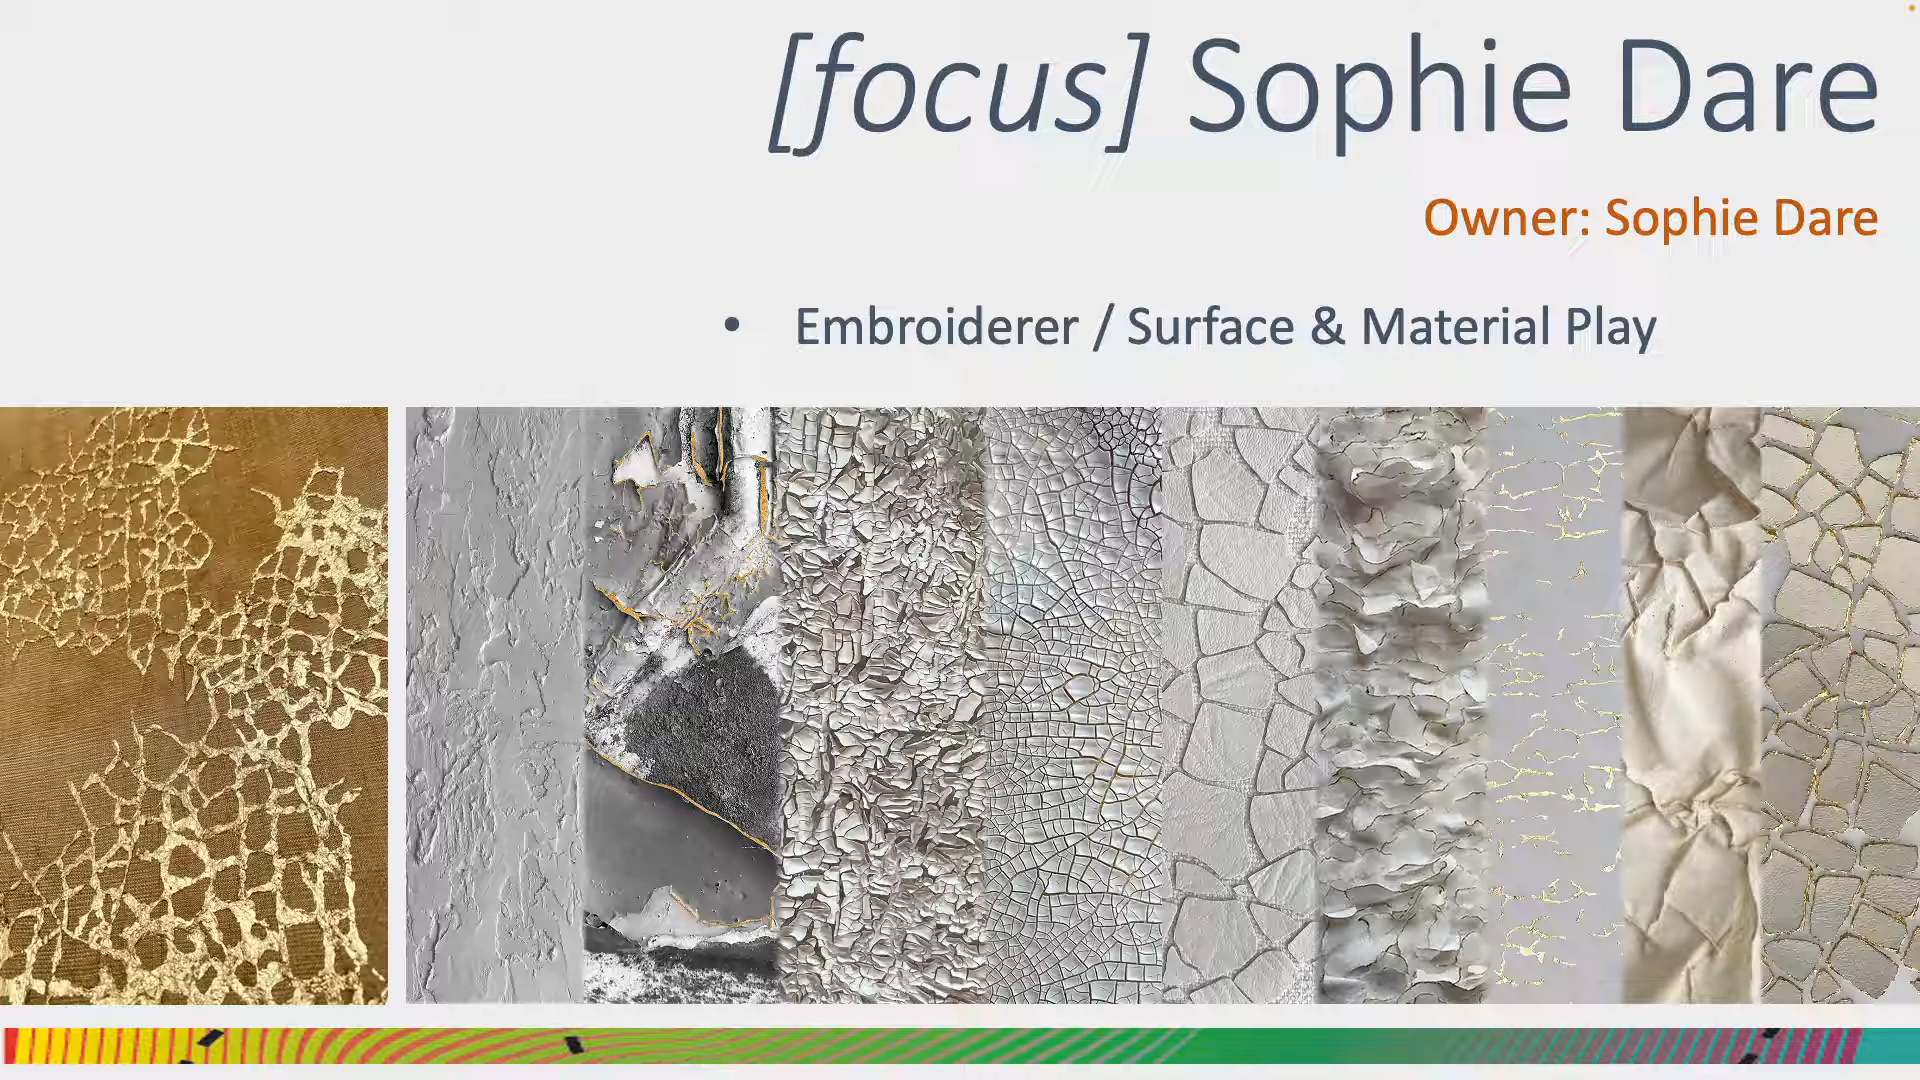 [focus] Sophie Dare
Owner: Sophie Dare
• Embroiderer / Surface & Material Play